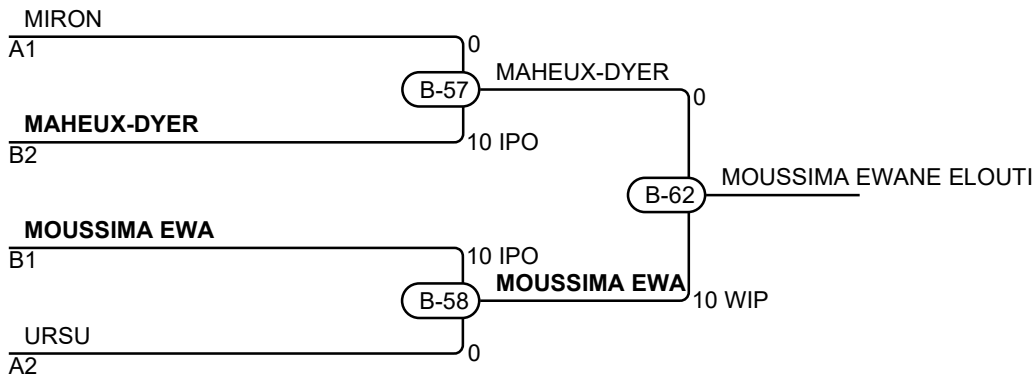 MIRON
A1
0
B-57
MAHEUX-DYER
0
MAHEUX-DYER
B2
10 IPO
B-62
MOUSSIMA EWANE ELOUTI
MOUSSIMA EWA
B1
10 IPO
B-58
MOUSSIMA EWA
10 WIP
URSU
A2
0